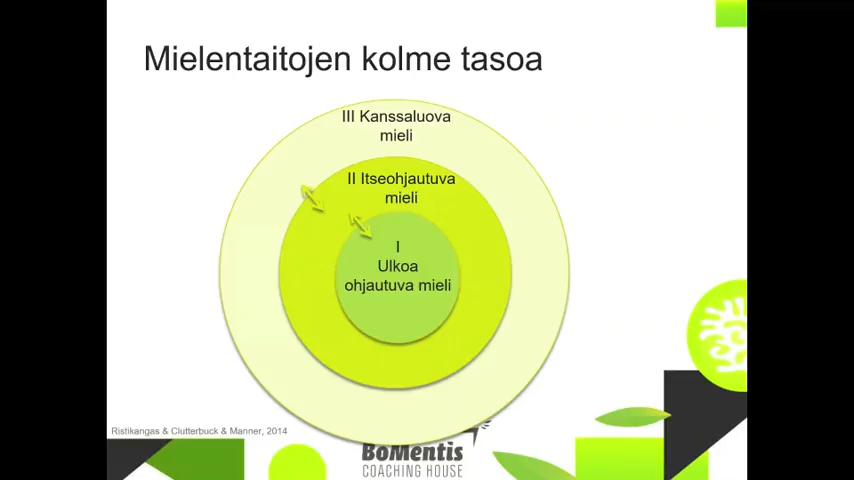 Mielentaitojen kolme tasoa
III Kanssaluova
mieli
II Itseohjautuva
mieli
I
Ulkoa
ohjautuva mieli
Ristikangas & Clutterbuck & Manner, 2014
BoMentis
COACHING HOUSE